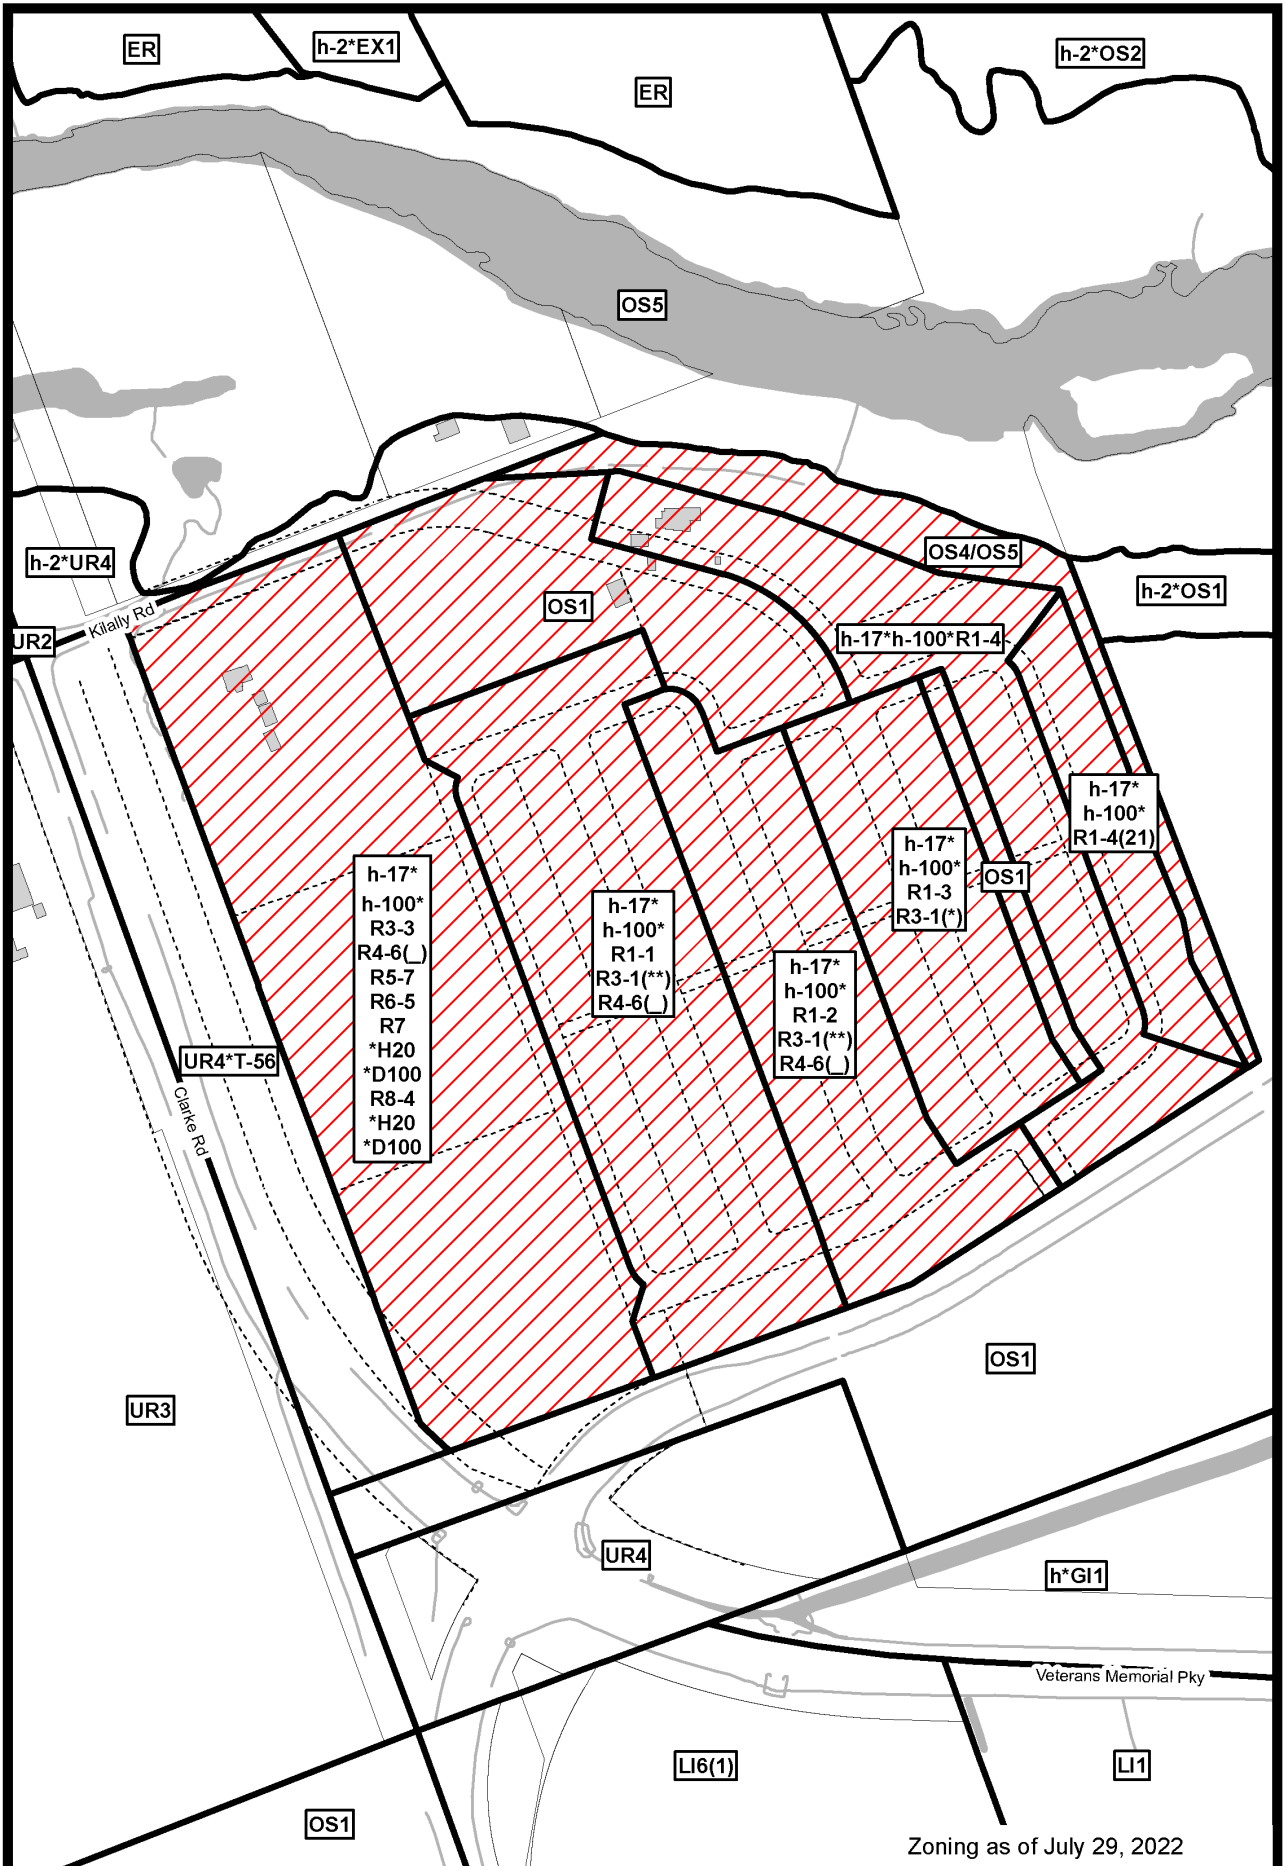 ER
h-2*EX1
h-2*OS2
ER
OS5
OS4/OS5
h-2*UR4
h-2*OS1
OS1
Kilally Rd
UR2
h-17*h-100*R1-4
h-17*
h-100*
R1-4(21)
h-17*
h-100*
R1-3
R3-1(*)
OS1
h-17*
h-100*
R3-3
R4-6(_)
R5-7
R6-5
R7
*H20
*D100
R8-4
*H20
*D100
h-17*
h-100*
R1-1
R3-1(**)
R4-6(_)
h-17*
h-100*
R1-2
R3-1(**)
R4-6(_)
UR4*T-56
Clarke Rd
OS1
UR3
UR4
h*GI1
Veterans Memorial Pky
LI6(1)
LI1
OS1
Zoning as of July 29, 2022